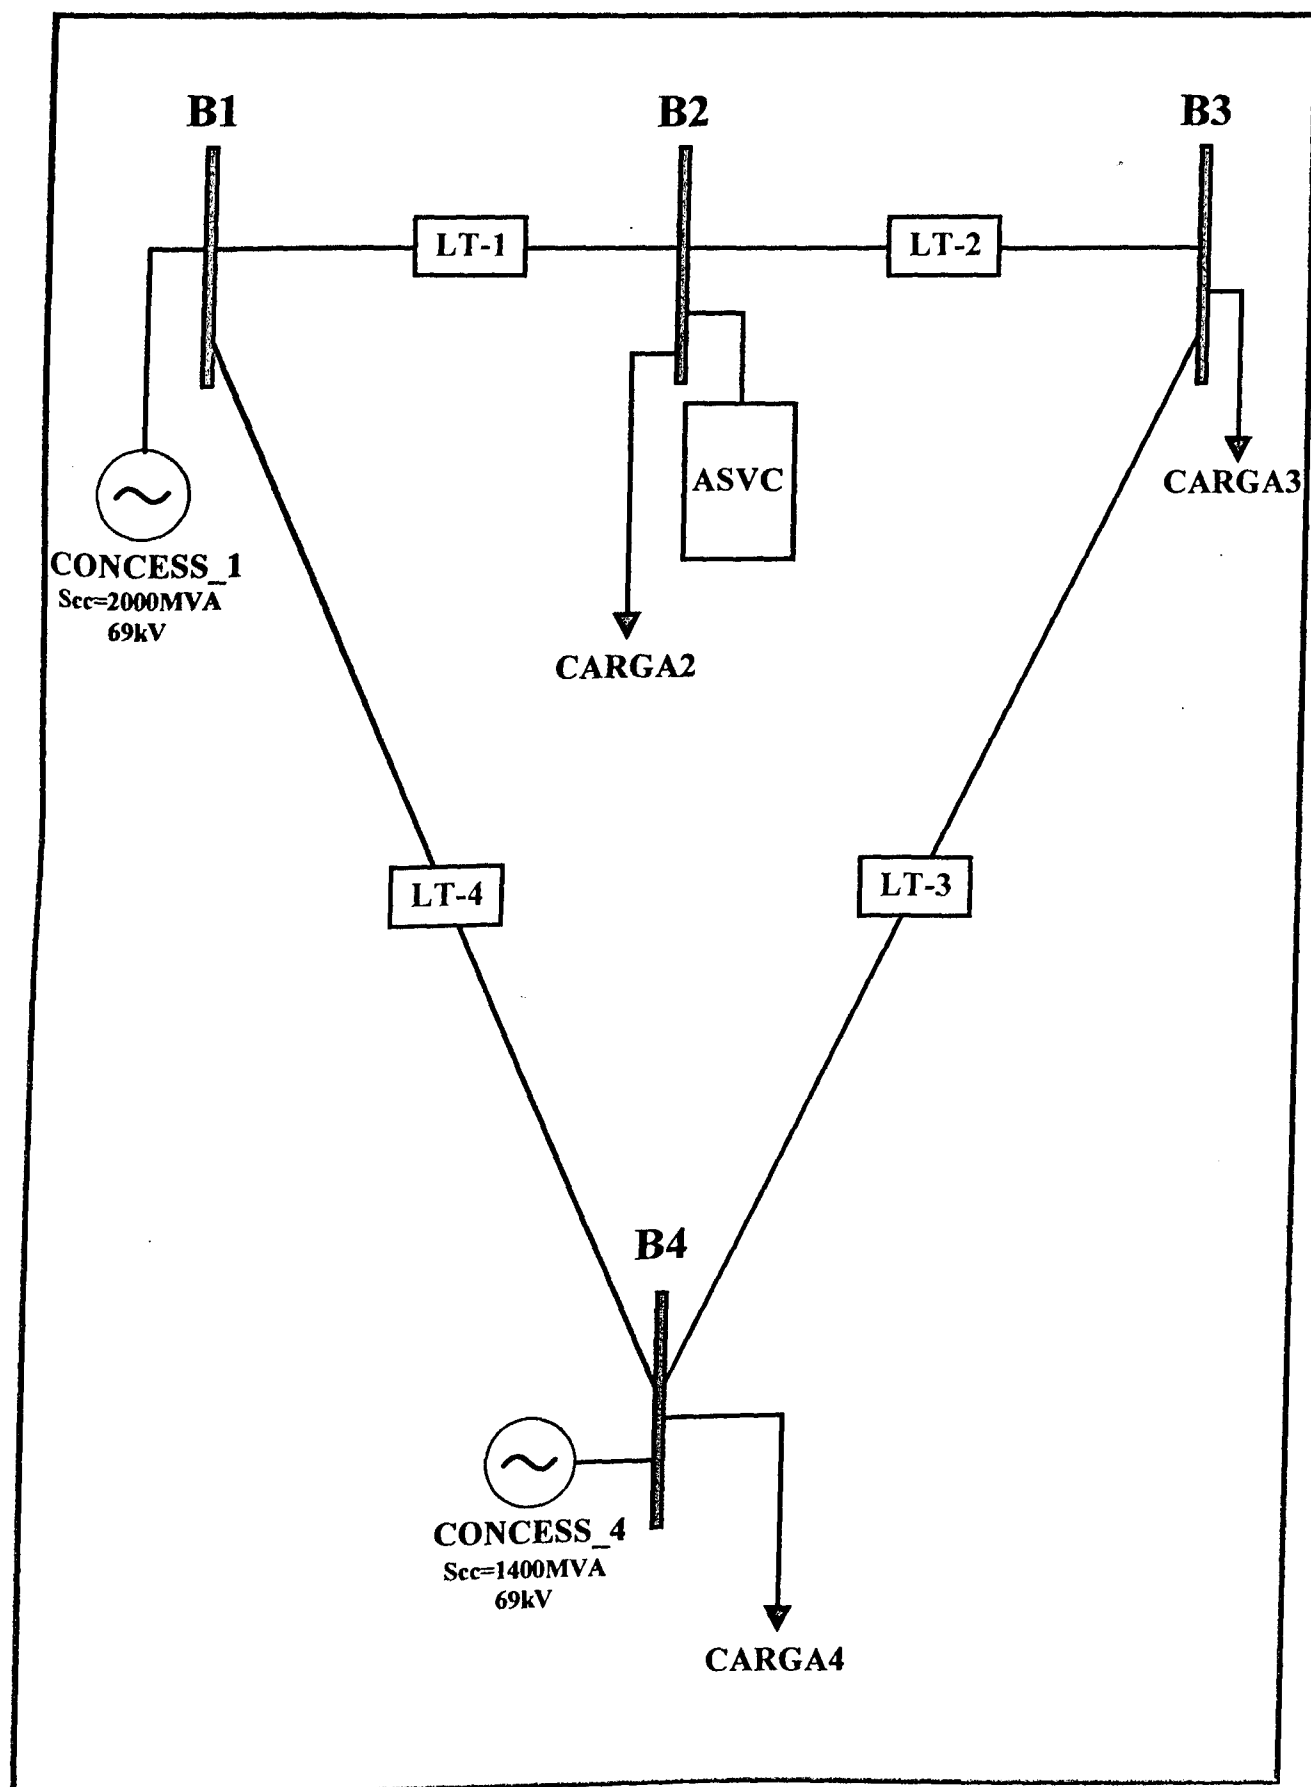 B1
B2
B3
LT-1
LT-2
ASVC
CARGA3
CONCESS_1
Scc=2000MVA
69kV
CARGA2
LT-4
LT-3
B4
CONCESS_4
Scc=1400MVA
69kV
CARGA4